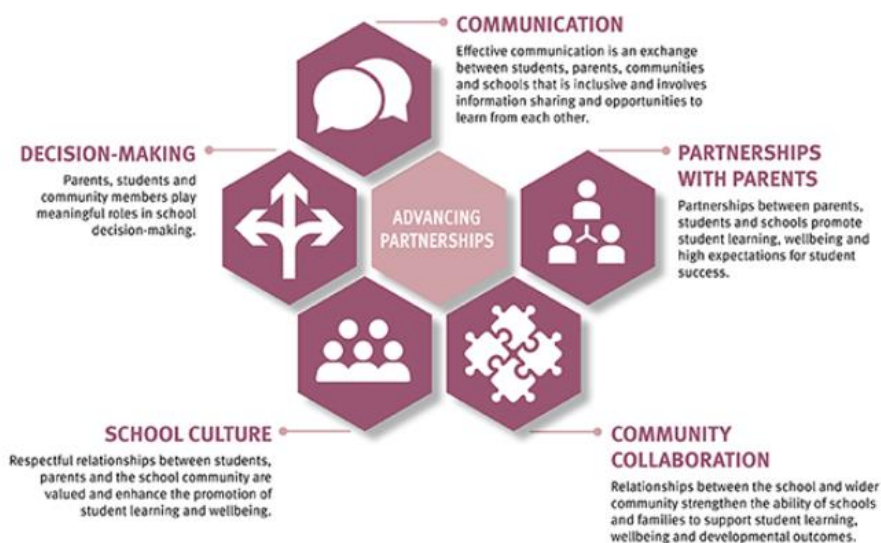 COMMUNICATION
Effective communication is an exchange
between students, parents, communities
and schools that is inclusive and involves
information sharing and opportunities to
learn from each other.
DECISION-MAKING
Parents, students and
community members play
meaningful roles in school
decision-making.
ADVANCING
PARTNERSHIPS
PARTNERSHIPS
WITH PARENTS
Partnerships between parents,
students and schools promote
student learning, wellbeing and
high expectations for student
success.
SCHOOL CULTURE
Respectful relationships between students,
parents and the school community are
valued and enhance the promotion of
student learning and wellbeing.
COMMUNITY
COLLABORATION
Relationships between the school and wider
community strengthen the ability of schools
and families to support student learning,
wellbeing and developmental outcomes.